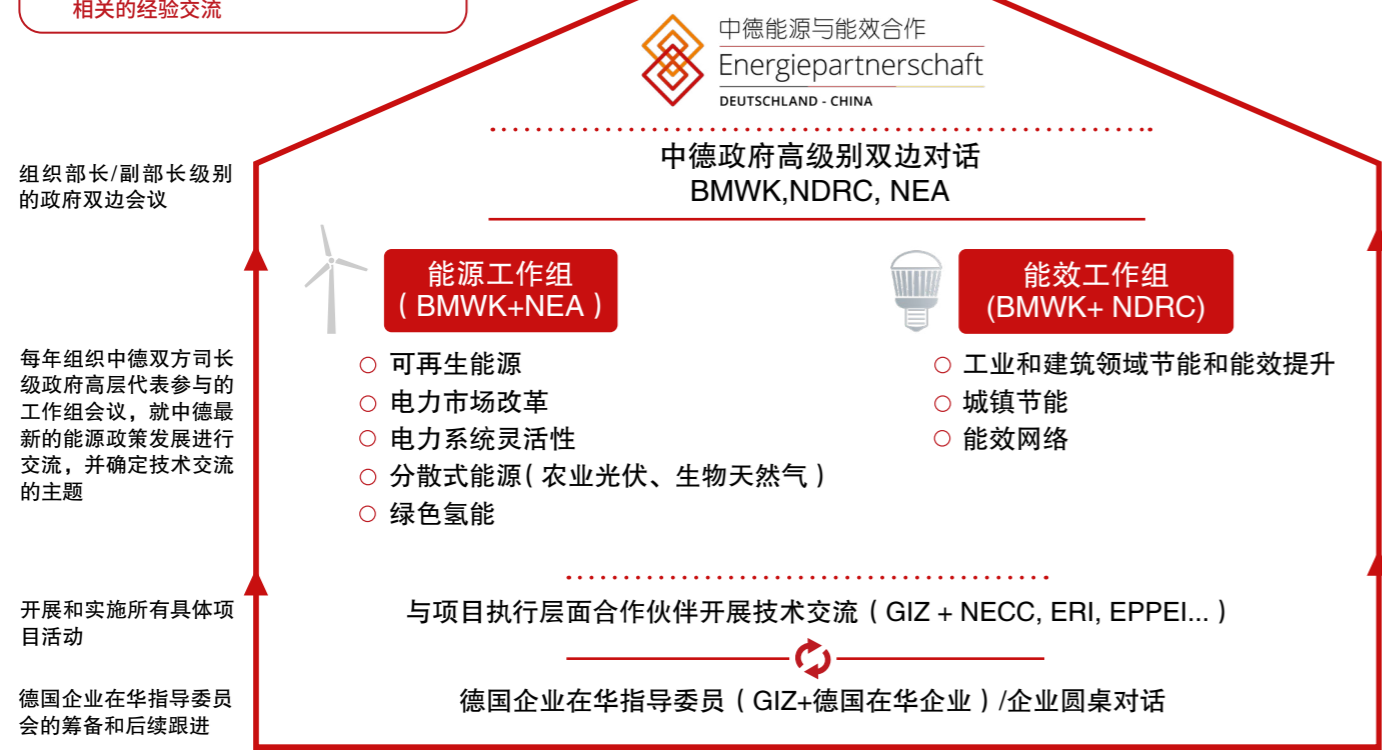 相关的经验交流
中德能源与能效合作
Energiepartnerschaft
DEUTSCHLAND - CHINA
组织部长/副部长级别
的政府双边会议
中德政府高级别双边对话
BMWK,NDRC, NEA
能源工作组
( BMWK+NEA )
能效工作组
(BMWK+ NDRC)
每年组织中德双方司长
级政府高层代表参与的
工作组会议，就中德最
新的能源政策发展进行
交流，并确定技术交流
的主题
○ 可再生能源
○ 电力市场改革
○ 电力系统灵活性
○ 分散式能源( 农业光伏、生物天然气 )
○ 绿色氢能
○ 工业和建筑领域节能和能效提升
○ 城镇节能
○ 能效网络
开展和实施所有具体项
目活动
与项目执行层面合作伙伴开展技术交流 ( GIZ + NECC, ERI, EPPEI... )
德国企业在华指导委员
会的筹备和后续跟进
德国企业在华指导委员 ( GIZ+德国在华企业 ) /企业圆桌对话